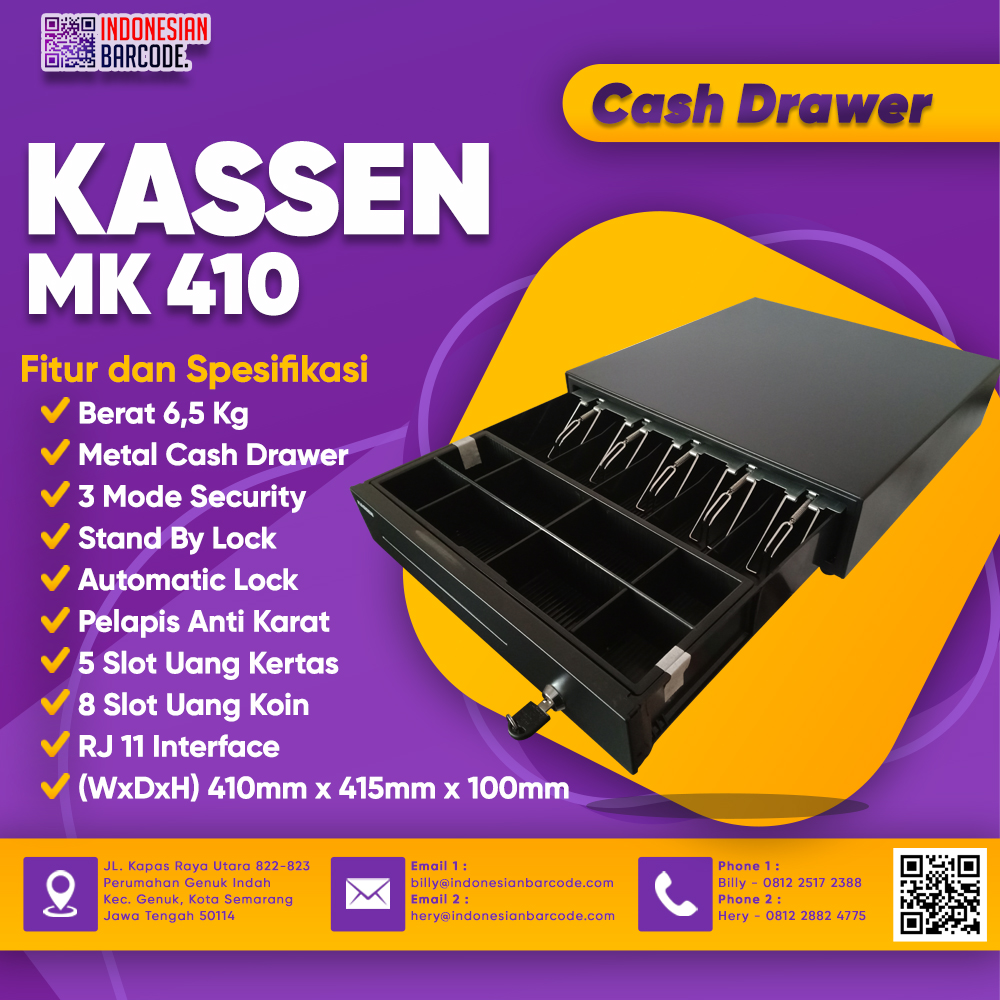 INDONESIAN
BARCODE.
Cash Drawer
KASSEN
MK 410
Fitur dan Spesifikasi
Berat 6,5 Kg
Metal Cash Drawer
3 Mode Security
Stand By Lock
Automatic Lock
Pelapis Anti Karat
5 Slot Uang Kertas
8 Slot Uang Koin
RJ 11 Interface
(WxDxH) 410mm x 415mm x 100mm
JL. Kapas Raya Utara 822-823
Perumahan Genuk Indah
Kec. Genuk, Kota Semarang
Jawa Tengah 50114
Email 1 :
billy@indonesianbarcode.com
Email 2 :
hery@indonesianbarcode.com
Phone 1 :
Billy - 0812 2517 2388
Phone 2 :
Hery - 0812 2882 4775